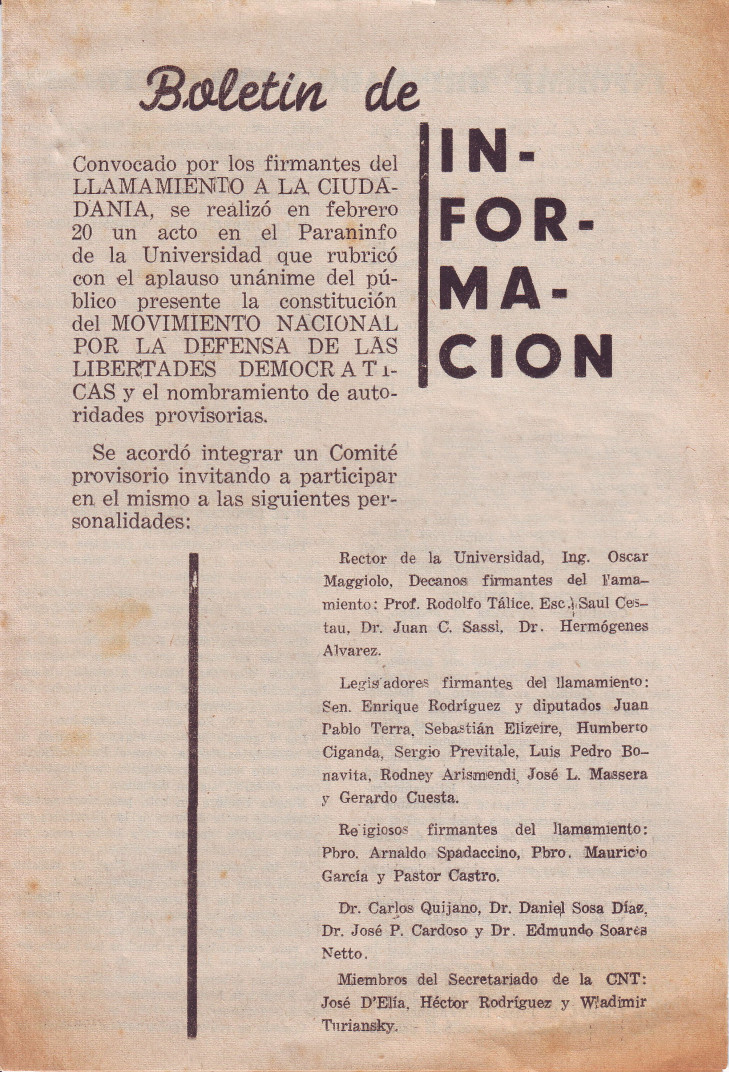 Boletin de
IN-
FOR-
MA-
CION
Convocado por los firmantes del
LLAMAMIENTO A LA CIUDA-
DANIA, se realizó en febrero
20 un acto en el Paraninfo
de la Universidad que rubricó
con el aplauso unánime del pú-
blico presente la constitución
del MOVIMIENTO NACIONAL
POR LA DEFENSA DE LAS
LIBERTADES DEMOCRATI-
CAS y el nombramiento de auto-
ridades provisorias.
Se acordó integrar un Comité
provisorio invitando a participar
en el mismo a las siguientes per-
sonalidades:
Rector de la Universidad, Ing. Oscar
Maggiolo, Decanos firmantes del l'ama-
miento: Prof. Rodolfo Tálice. Esc. Saul Ces-
tau, Dr. Juan C. Sassi, Dr. Hermógenes
Alvarez.
Legisladores firmantes del llamamiento:
Sen. Enrique Rodríguez y diputados Juan
Pablo Terra, Sebastián Elizeire, Humberto
Ciganda, Sergio Previtale, Luis Pedro Bo-
navita, Rodney Arismendi, José L. Massera
y Gerardo Cuesta.
Religiosos firmantes del llamamiento:
Pbro. Arnaldo Spadaccino, Pbro. Mauricio
García y Pastor Castro.
Dr. Carlos Quijano, Dr. Daniel Sosa Díaz,
Dr. José P. Cardoso y Dr. Edmundo Soares
Netto.
Miembros del Secretariado de la CNT:
José D'Elía, Héctor Rodríguez y Wladimir
Turiansky.